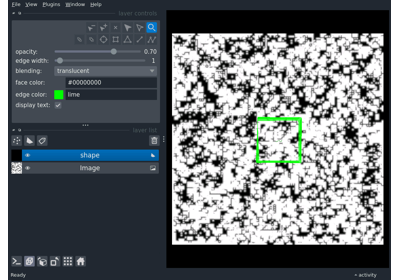 File View Plugins Window Help
layer controls
opacity: 0.70
edge width: 1
blending: translucent
face color: #00000000
edge color: lime
display text:
layer list
shape
Image
Ready
activity